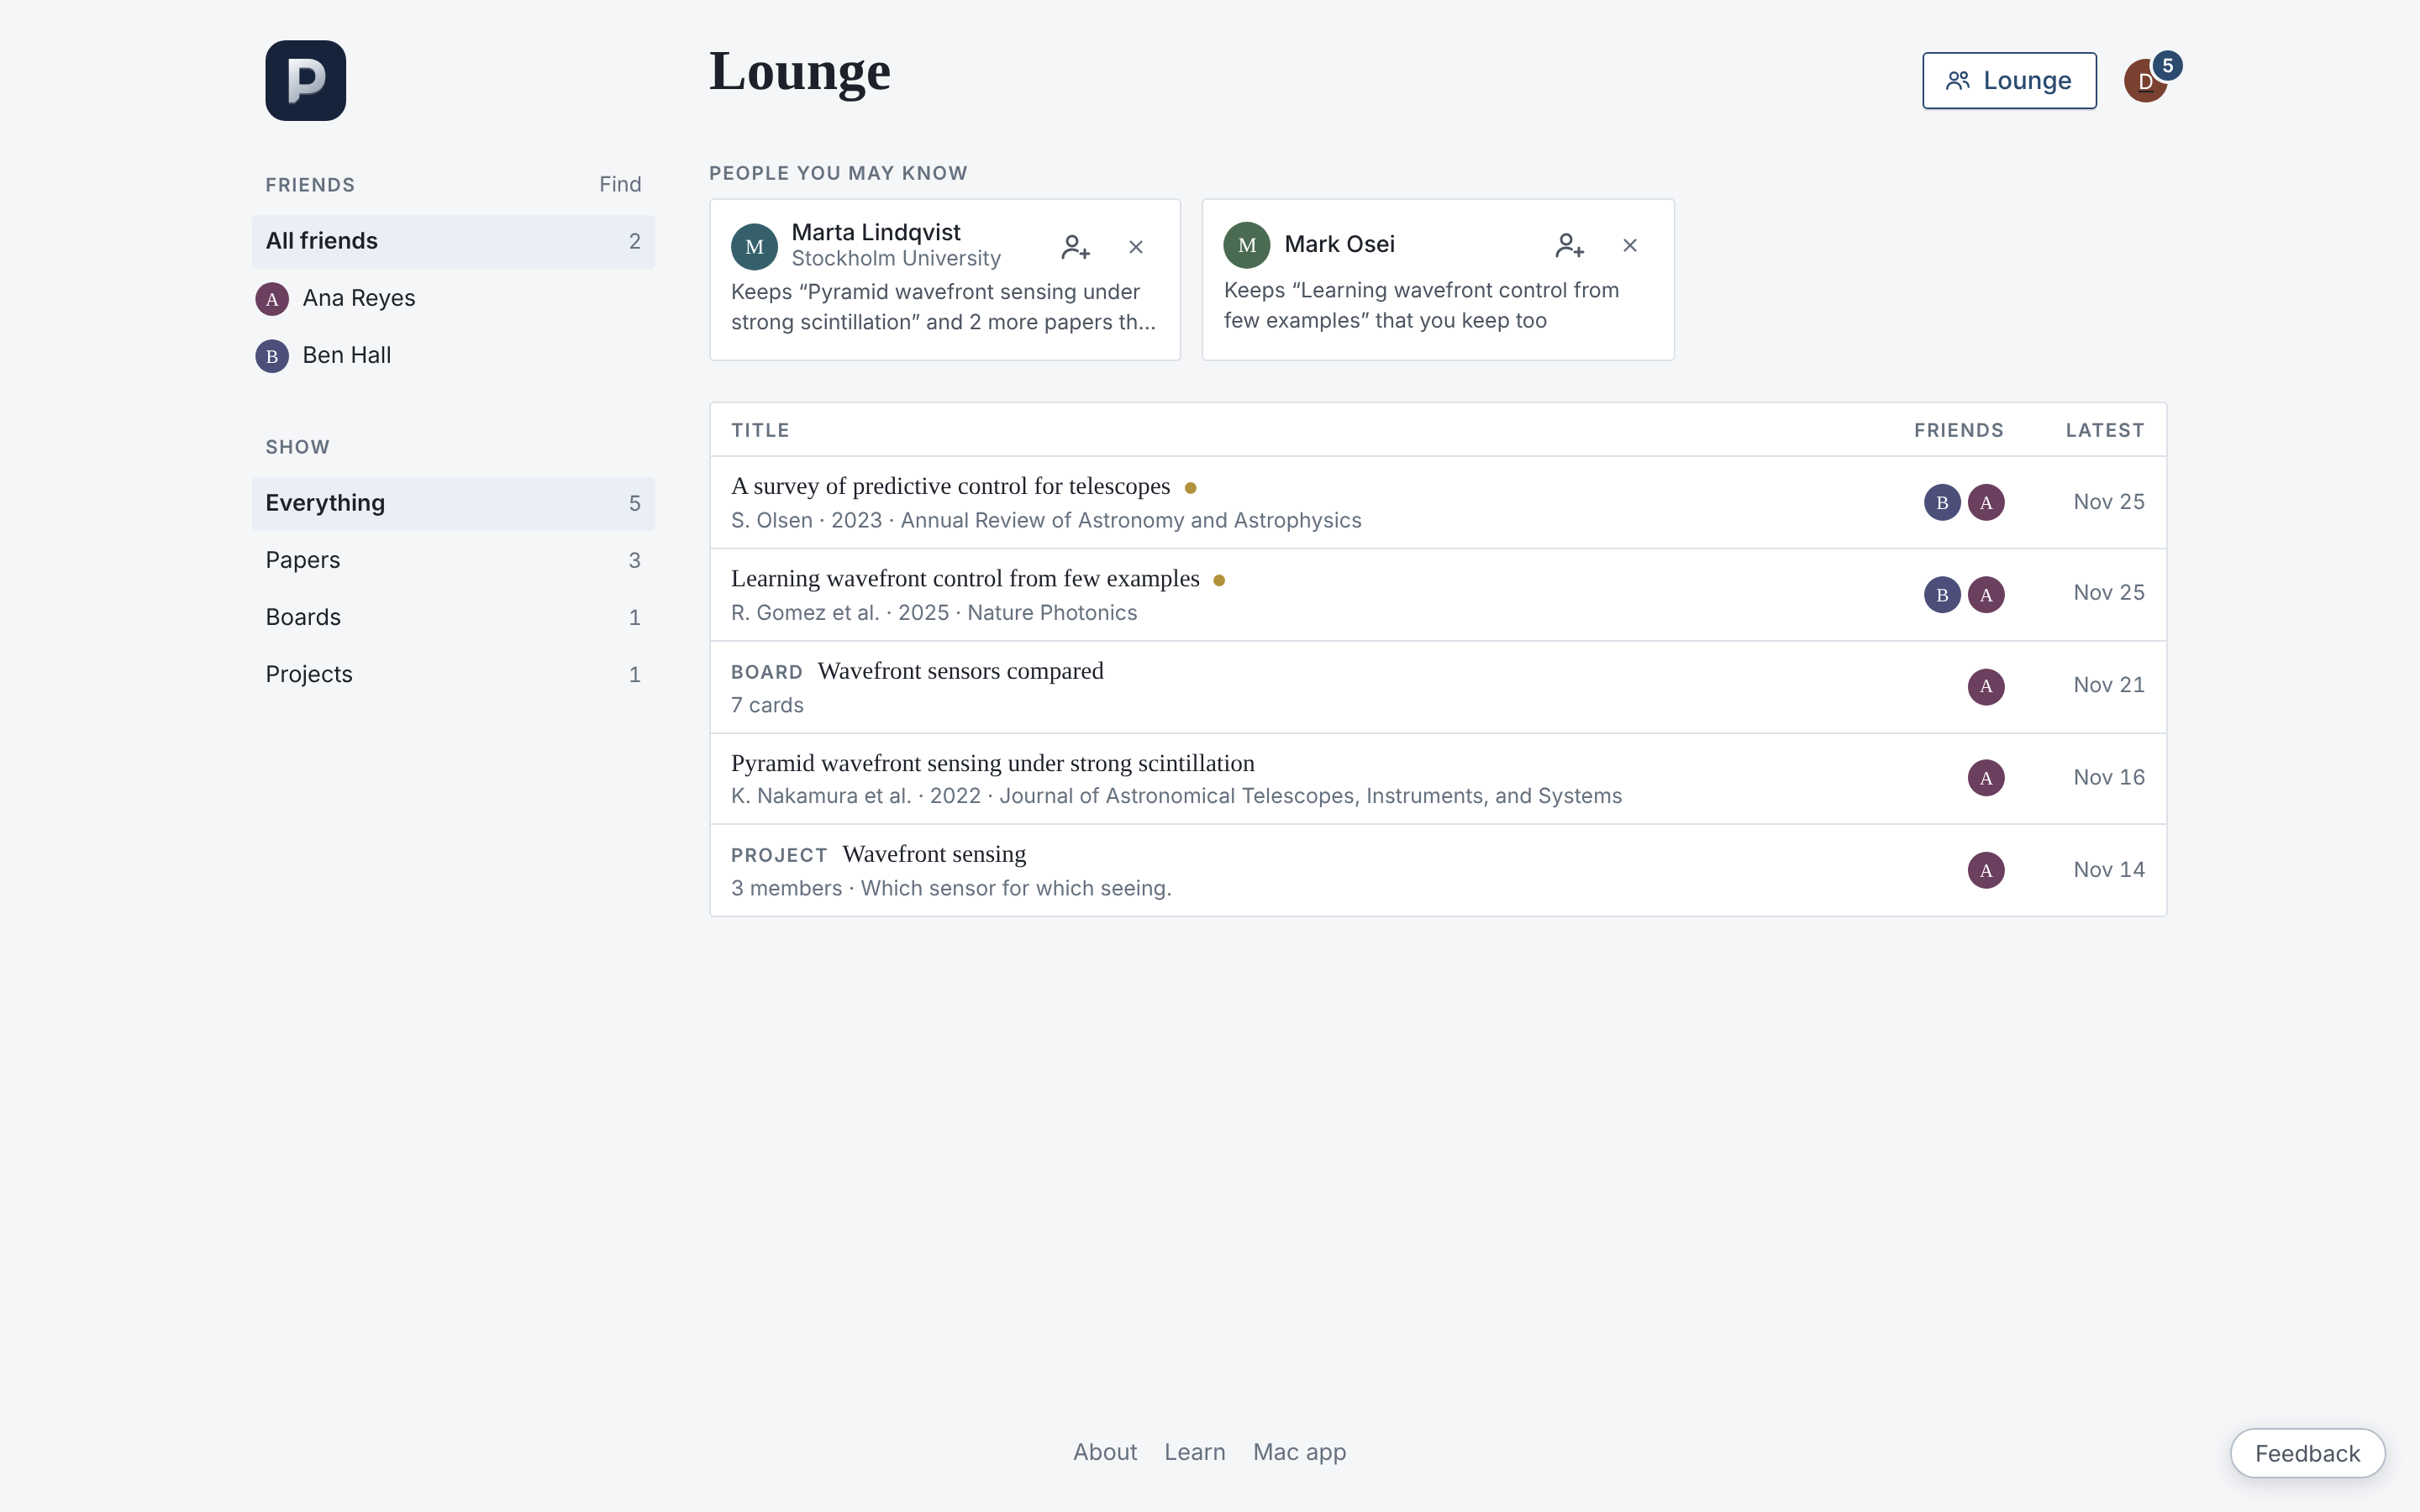 P
Lounge
Lounge
D
5
FRIENDS
Find
All friends
2
A
Ana Reyes
B
Ben Hall
SHOW
Everything
5
Papers
3
Boards
1
Projects
1
PEOPLE YOU MAY KNOW
M
Marta Lindqvist
Stockholm University
Keeps “Pyramid wavefront sensing under
strong scintillation” and 2 more papers th…
M
Mark Osei
Keeps “Learning wavefront control from
few examples” that you keep too
TITLE
FRIENDS
LATEST
A survey of predictive control for telescopes
S. Olsen · 2023 · Annual Review of Astronomy and Astrophysics
B
A
Nov 25
Learning wavefront control from few examples
R. Gomez et al. · 2025 · Nature Photonics
B
A
Nov 25
BOARD Wavefront sensors compared
7 cards
A
Nov 21
Pyramid wavefront sensing under strong scintillation
K. Nakamura et al. · 2022 · Journal of Astronomical Telescopes, Instruments, and Systems
A
Nov 16
PROJECT Wavefront sensing
3 members · Which sensor for which seeing.
A
Nov 14
About
Learn
Mac app
Feedback